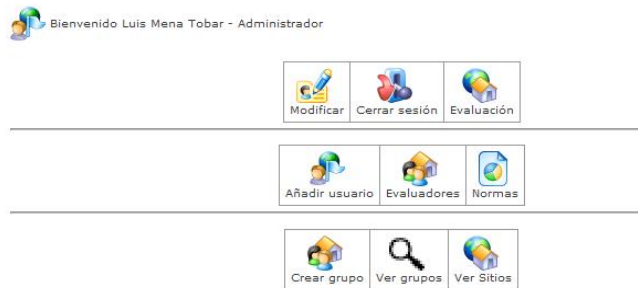 Bienvenido Luis Mena Tobar - Administrador
Modificar Cerrar sesión Evaluación
Añadir usuario Evaluadores Normas
Crear grupo Ver grupos Ver Sitios